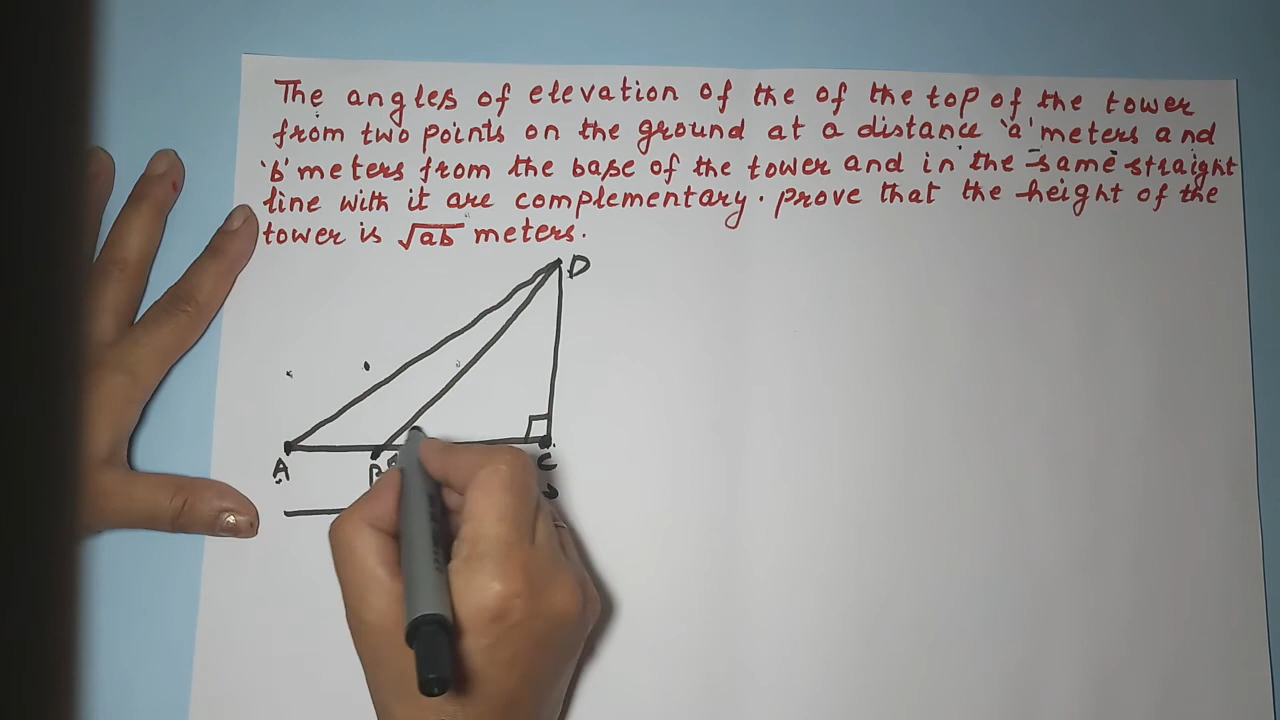 The angles of elevation of the of the top of the tower
from two points on the ground at a distance 'a' meters and
'b' meters from the base of the tower and in the same straight
line with it are complementary. prove that the height of the
tower is √ab meters.
D
A B C